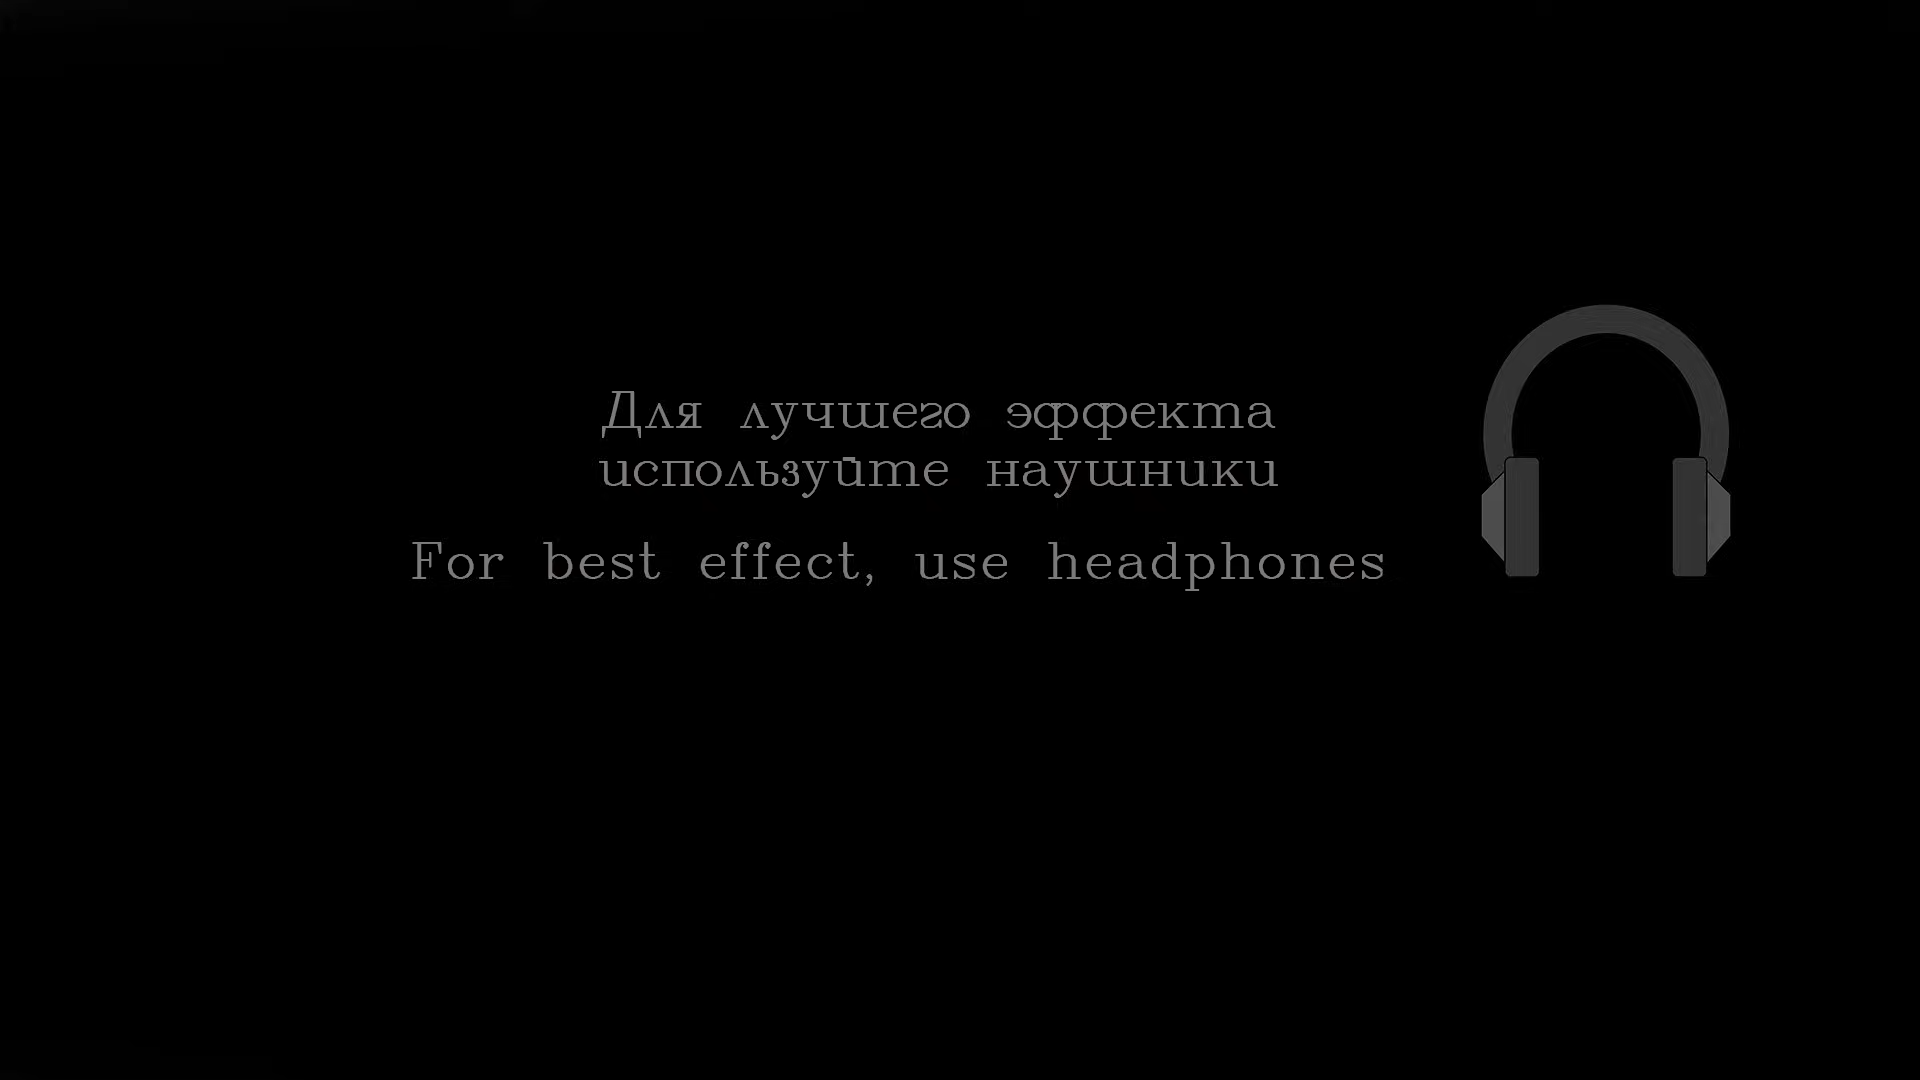 Для лучшего эффекта
используйте наушники
For best effect, use headphones